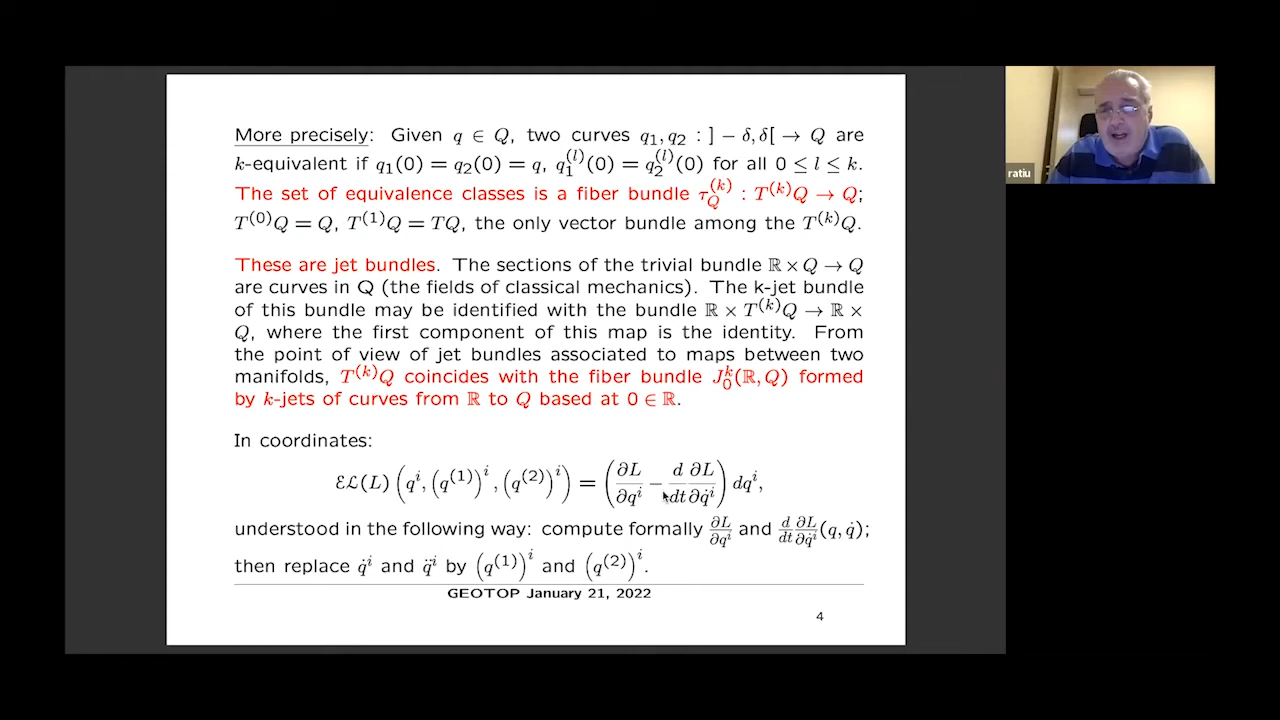 More precisely: Given q ∈ Q, two curves q₁, q₂ : ] − δ, δ[ → Q are
k-equivalent if q₁(0) = q₂(0) = q, q₁^(l)(0) = q₂^(l)(0) for all 0 ≤ l ≤ k.
The set of equivalence classes is a fiber bundle τ_Q^(k) : T^(k)Q → Q;
T^(0)Q = Q, T^(1)Q = TQ, the only vector bundle among the T^(k)Q.
These are jet bundles. The sections of the trivial bundle ℝ × Q → Q
are curves in Q (the fields of classical mechanics). The k-jet bundle
of this bundle may be identified with the bundle ℝ × T^(k)Q → ℝ ×
Q, where the first component of this map is the identity. From
the point of view of jet bundles associated to maps between two
manifolds, T^(k)Q coincides with the fiber bundle J₀^k(ℝ, Q) formed
by k-jets of curves from ℝ to Q based at 0 ∈ ℝ.
In coordinates:
ℰℒ(L) (q^i, (q^(1))^i, (q^(2))^i) = (∂L/∂q^i − d/dt ∂L/∂q̇^i) dq^i,
understood in the following way: compute formally ∂L/∂q^i and d/dt ∂L/∂q̇^i (q, q̇);
then replace q̇^i and q̈^i by (q^(1))^i and (q^(2))^i.
GEOTOP January 21, 2022
4
ratiu